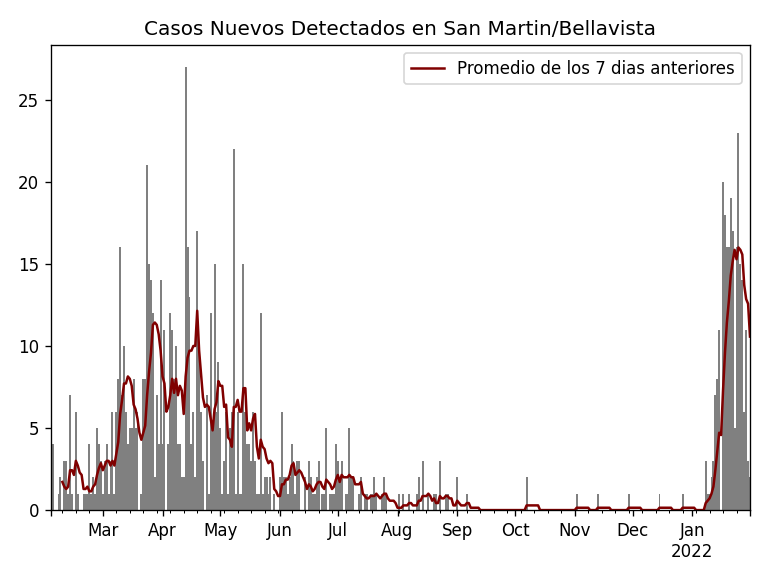 Casos Nuevos Detectados en San Martin/Bellavista
Promedio de los 7 dias anteriores
25
20
15
10
5
0
Mar Apr May Jun Jul Aug Sep Oct Nov Dec Jan
2022